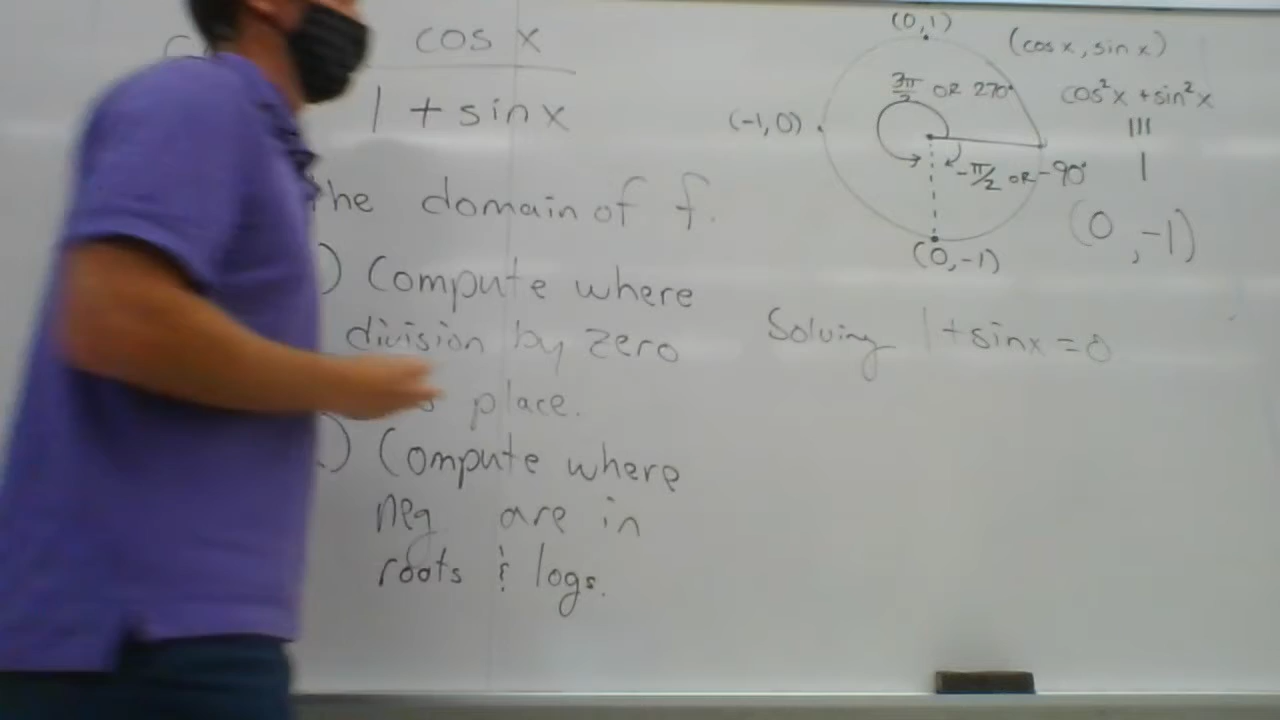 cos x
1 + sin x
the domain of f.
) Compute where
division by zero
place.
) Compute where
neg are in
roots & logs.
(0,1)
(cos x, sin x)
3π/2 OR 270°
cos²x + sin²x
(-1,0)
|||
1
-π/2 OR -90°
(0, -1)
(0,-1)
Solving 1 + sin x = 0